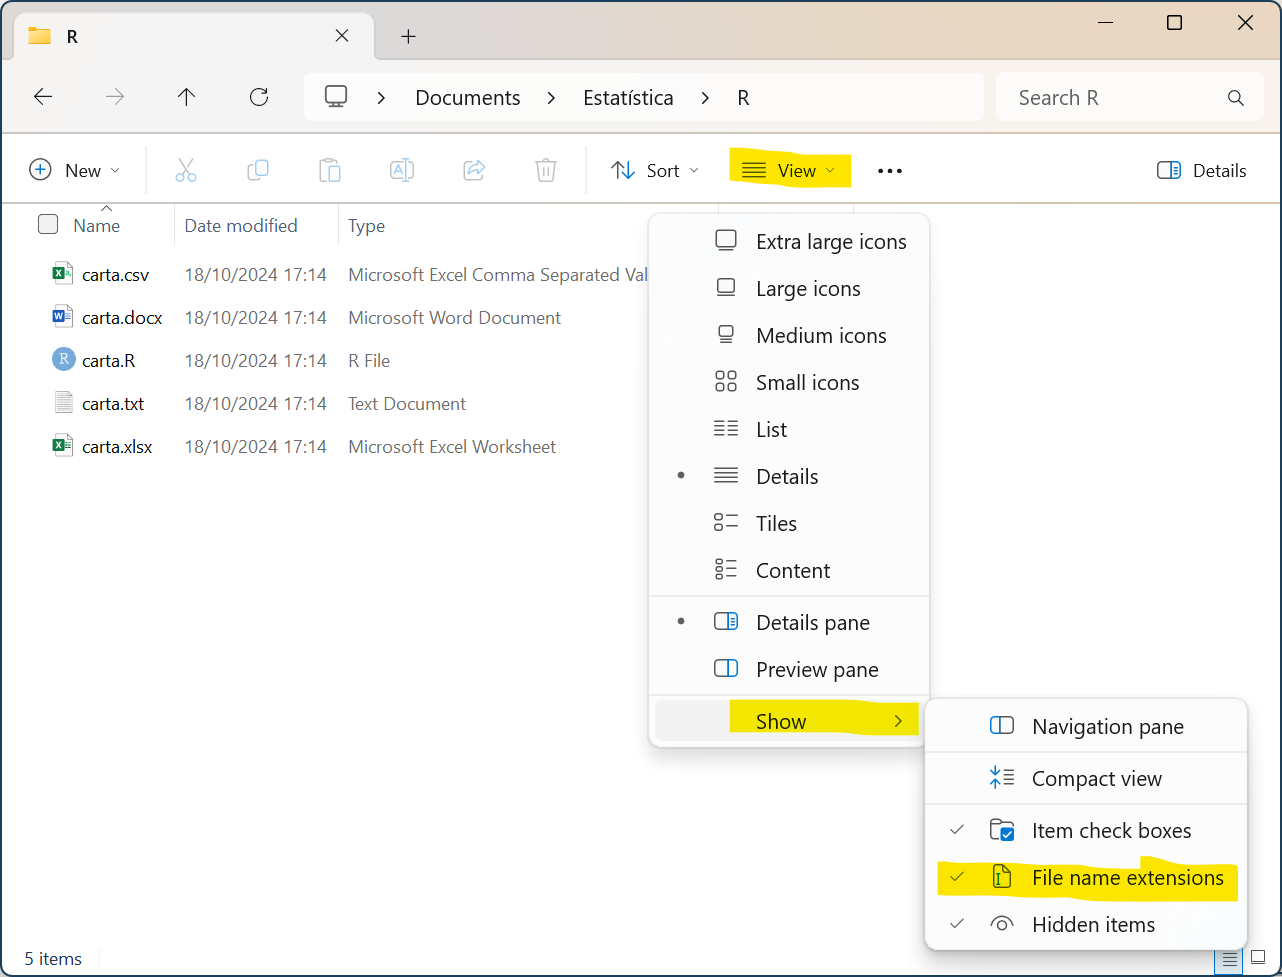 R
Documents > Estatística > R
Search R
New
Sort
View
Details
Name
Date modified
Type
carta.csv 18/10/2024 17:14 Microsoft Excel Comma Separated Val
carta.docx 18/10/2024 17:14 Microsoft Word Document
R carta.R 18/10/2024 17:14 R File
carta.txt 18/10/2024 17:14 Text Document
carta.xlsx 18/10/2024 17:14 Microsoft Excel Worksheet
Extra large icons
Large icons
Medium icons
Small icons
List
Details
Tiles
Content
Details pane
Preview pane
Show
Navigation pane
Compact view
Item check boxes
File name extensions
Hidden items
5 items